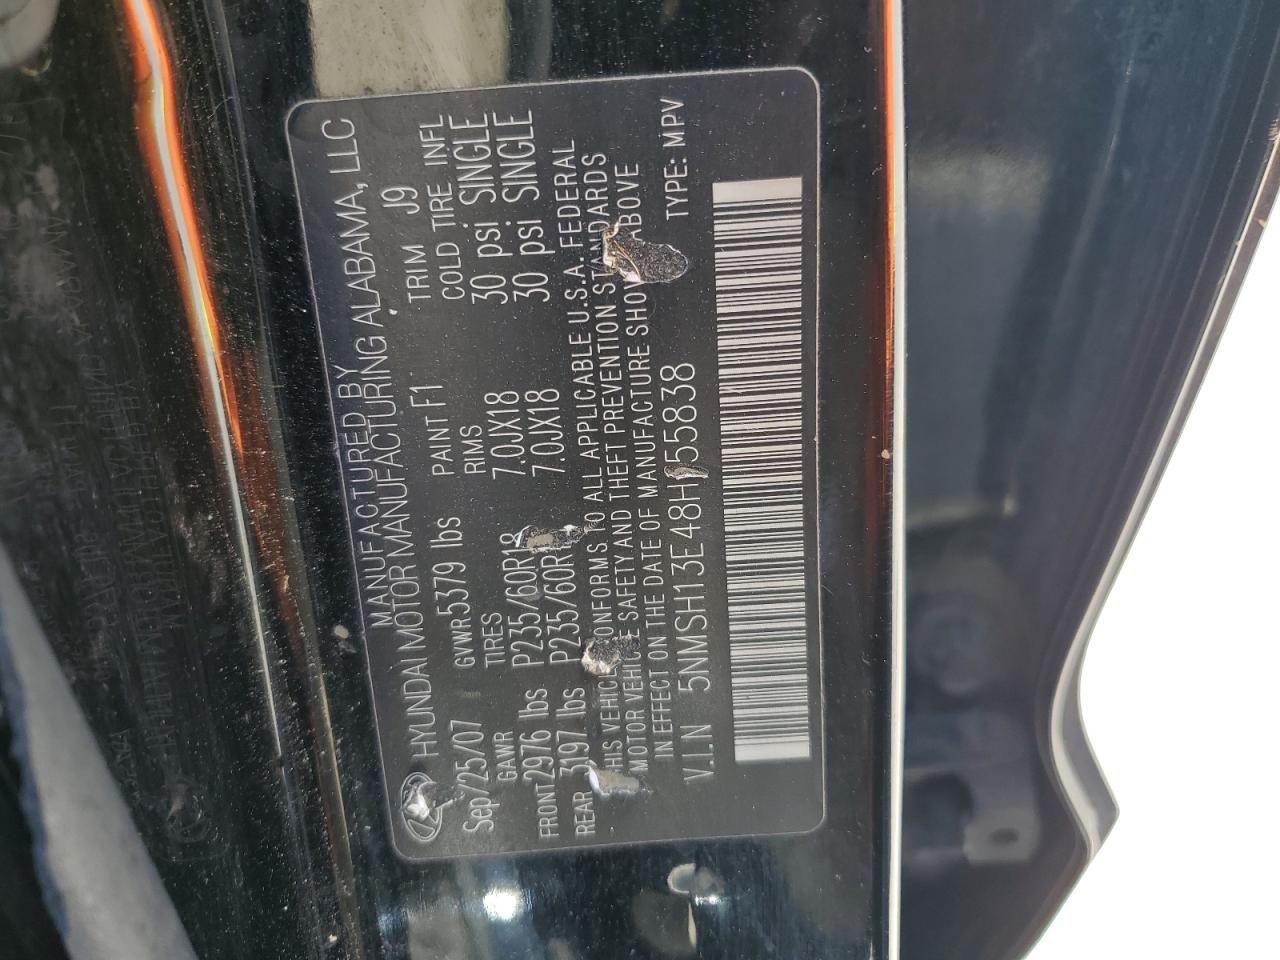 MANUFACTURED BY
HYUNDAI MOTOR MANUFACTURING ALABAMA, LLC
Sep/25/07 GVWR 5379 lbs PAINT F1 TRIM J9
GAWR TIRES RIMS COLD TIRE INFL
FRONT 2976 lbs P235/60R18 7.0JX18 30 psi SINGLE
REAR 3197 lbs P235/60R1 7.0JX18 30 psi SINGLE
THIS VEHICLE CONFORMS TO ALL APPLICABLE U.S.A. FEDERAL
MOTOR VEHICLE SAFETY AND THEFT PREVENTION STANDARDS
IN EFFECT ON THE DATE OF MANUFACTURE SHOWN ABOVE
V.I.N 5NMSH13E48H155838 TYPE: MPV